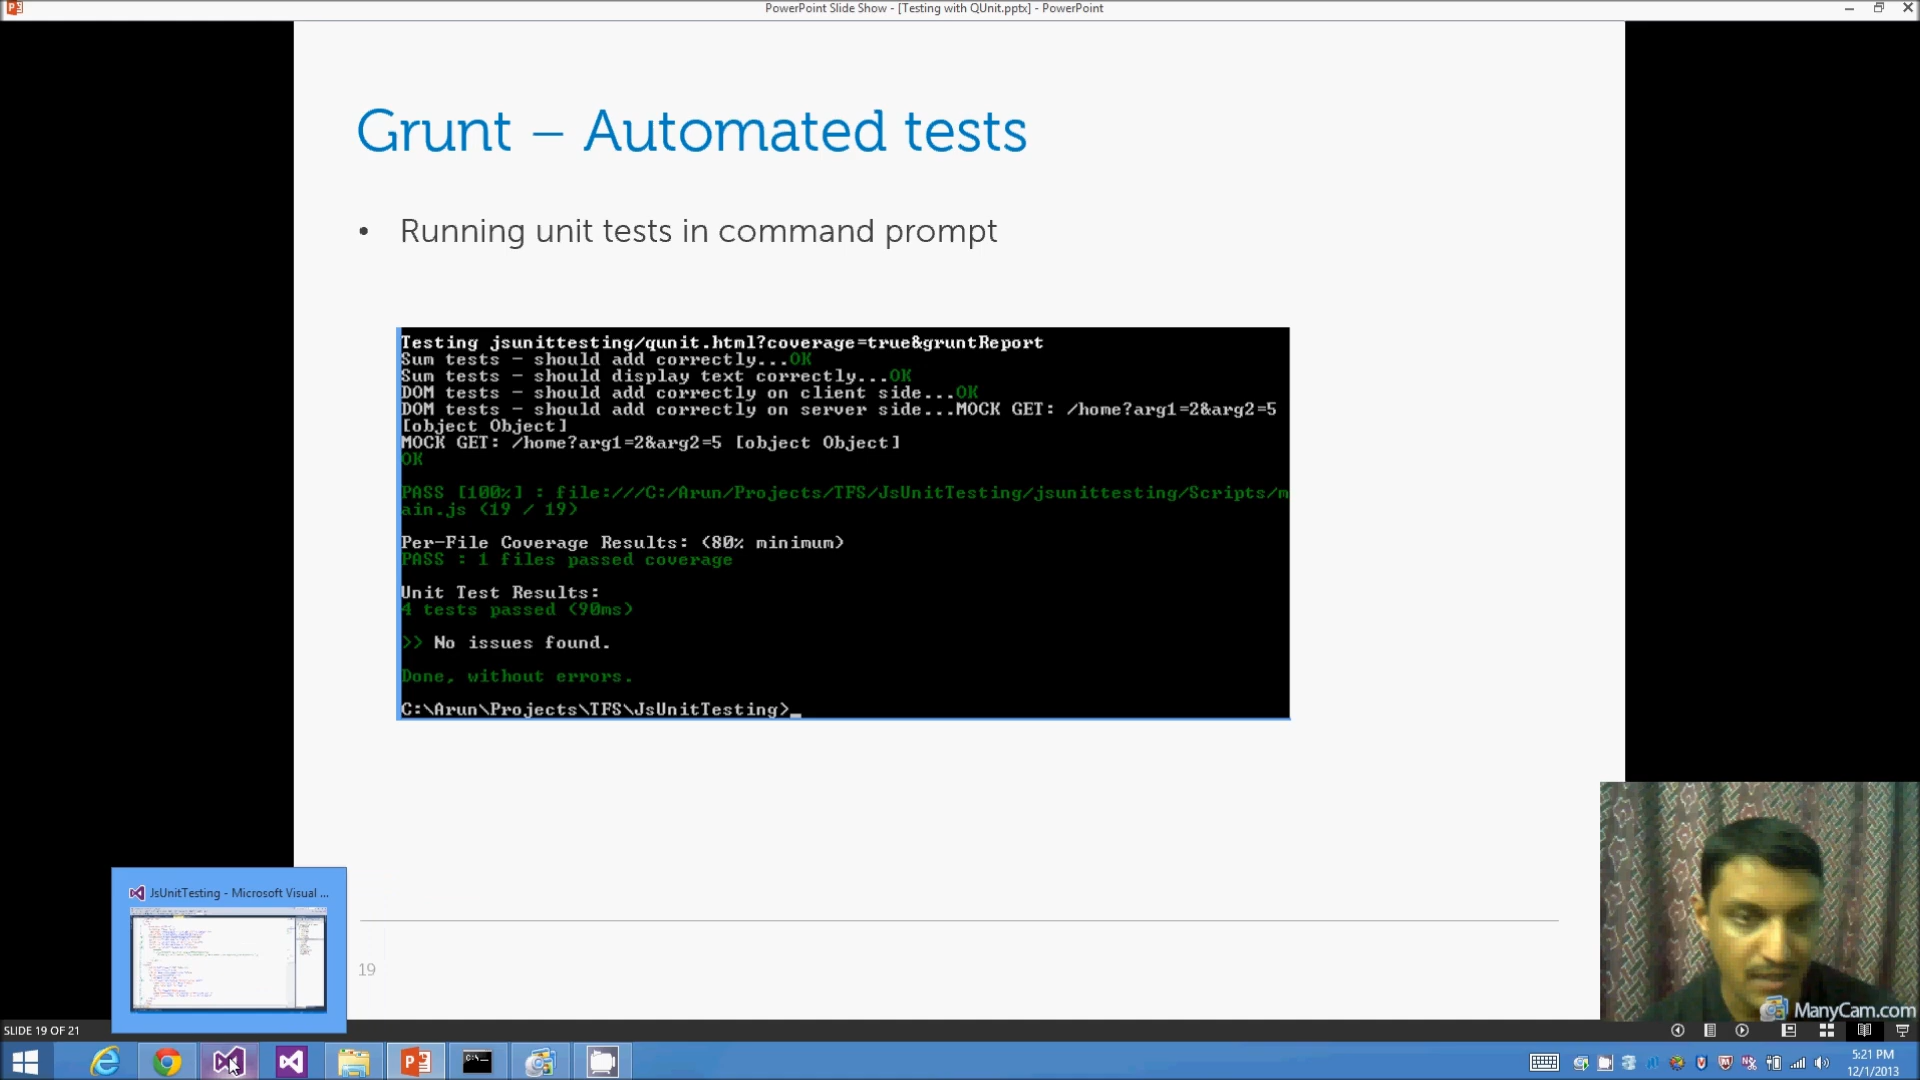 PowerPoint Slide Show - [Testing with QUnit.pptx] - PowerPoint
Grunt – Automated tests
• Running unit tests in command prompt
Testing jsunittesting/qunit.html?coverage=true&gruntReport
Sum tests - should add correctly...OK
Sum tests - should display text correctly...OK
DOM tests - should add correctly on client side...OK
DOM tests - should add correctly on server side...MOCK GET: /home?arg1=2&arg2=5
[object Object]
MOCK GET: /home?arg1=2&arg2=5 [object Object]
OK
PASS [100%] : file:///C:/Arun/Projects/TFS/JsUnitTesting/jsunittesting/Scripts/m
ain.js (19 / 19)
Per-File Coverage Results: (80% minimum)
PASS : 1 files passed coverage
Unit Test Results:
4 tests passed (90ms)
>> No issues found.
Done, without errors.
C:\Arun\Projects\TFS\JsUnitTesting>_
JsUnitTesting - Microsoft Visual ...
19
ManyCam.com
SLIDE 19 OF 21
5:21 PM
12/1/2013